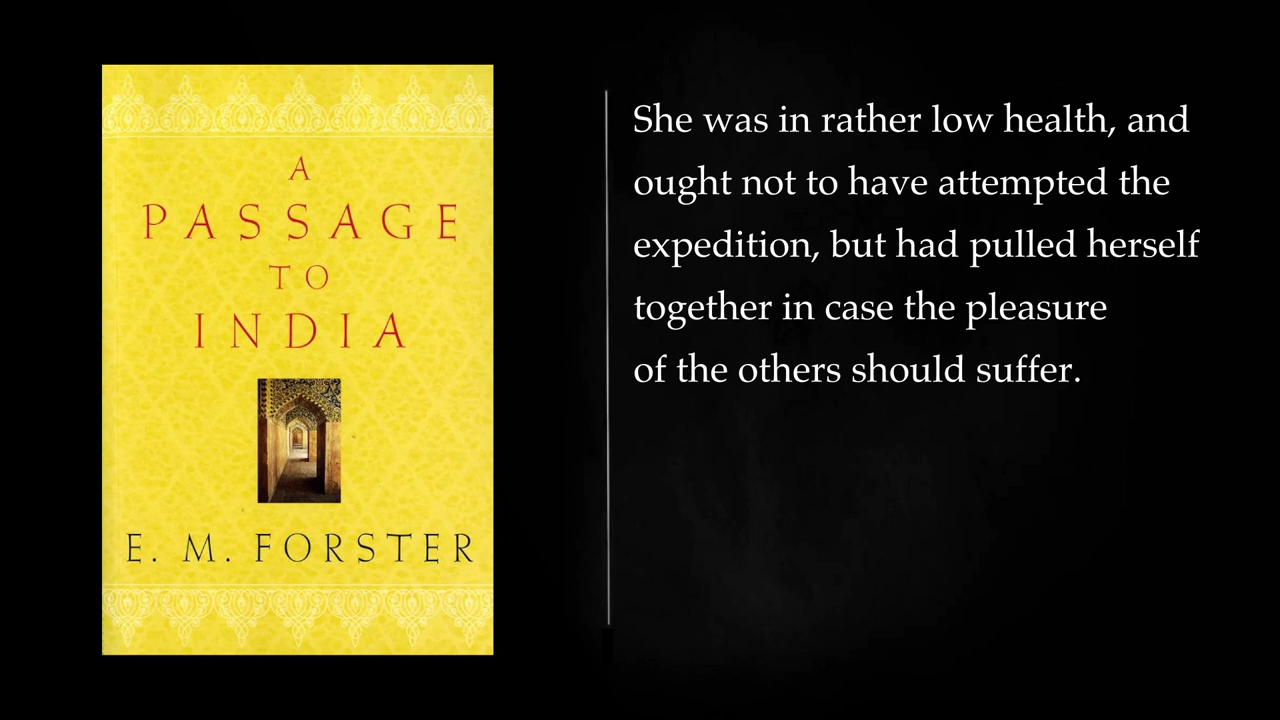 A
PASSAGE
TO
INDIA
E. M. FORSTER
She was in rather low health, and
ought not to have attempted the
expedition, but had pulled herself
together in case the pleasure
of the others should suffer.